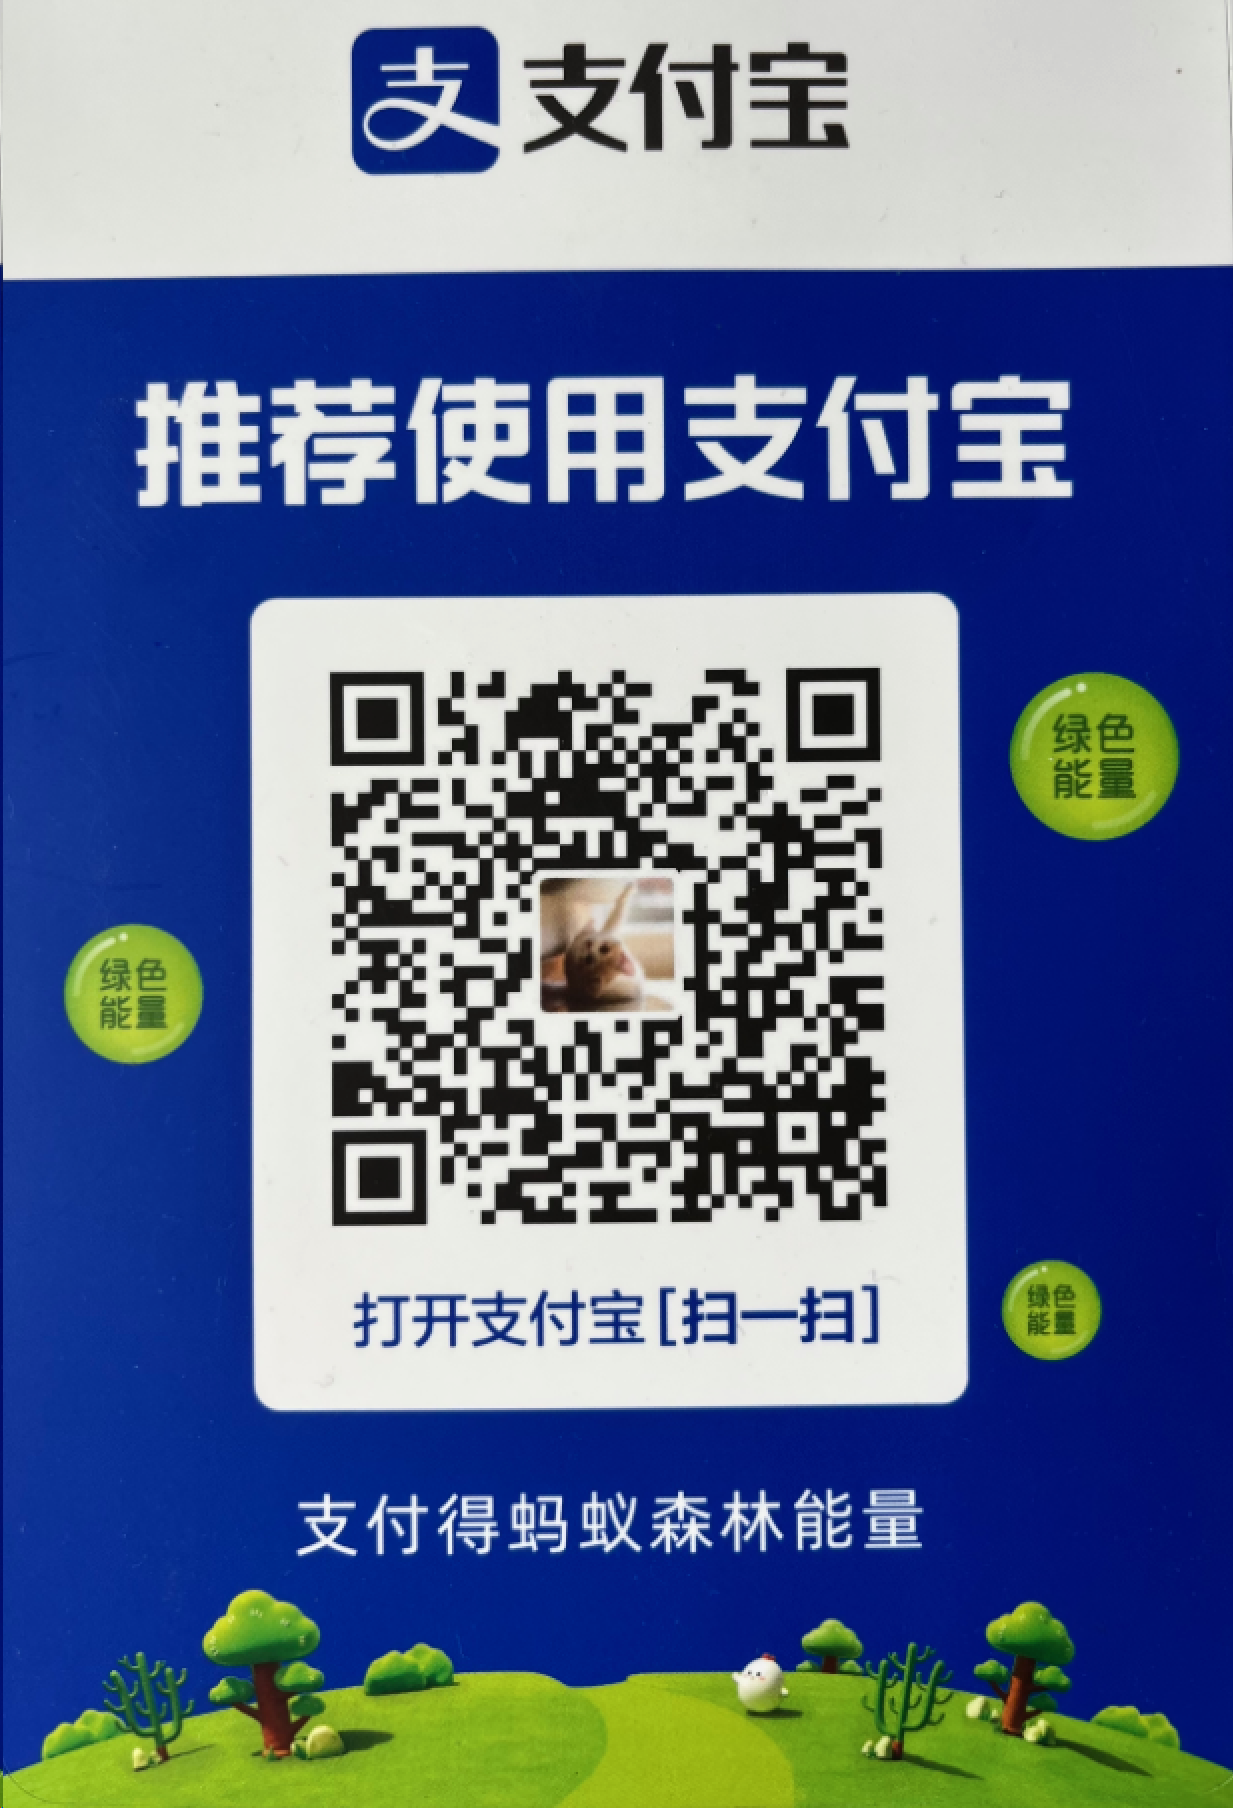 支 支付宝
推荐使用支付宝
绿色
能量
绿色
能量
打开支付宝[扫一扫]
绿色
能量
支付得蚂蚁森林能量